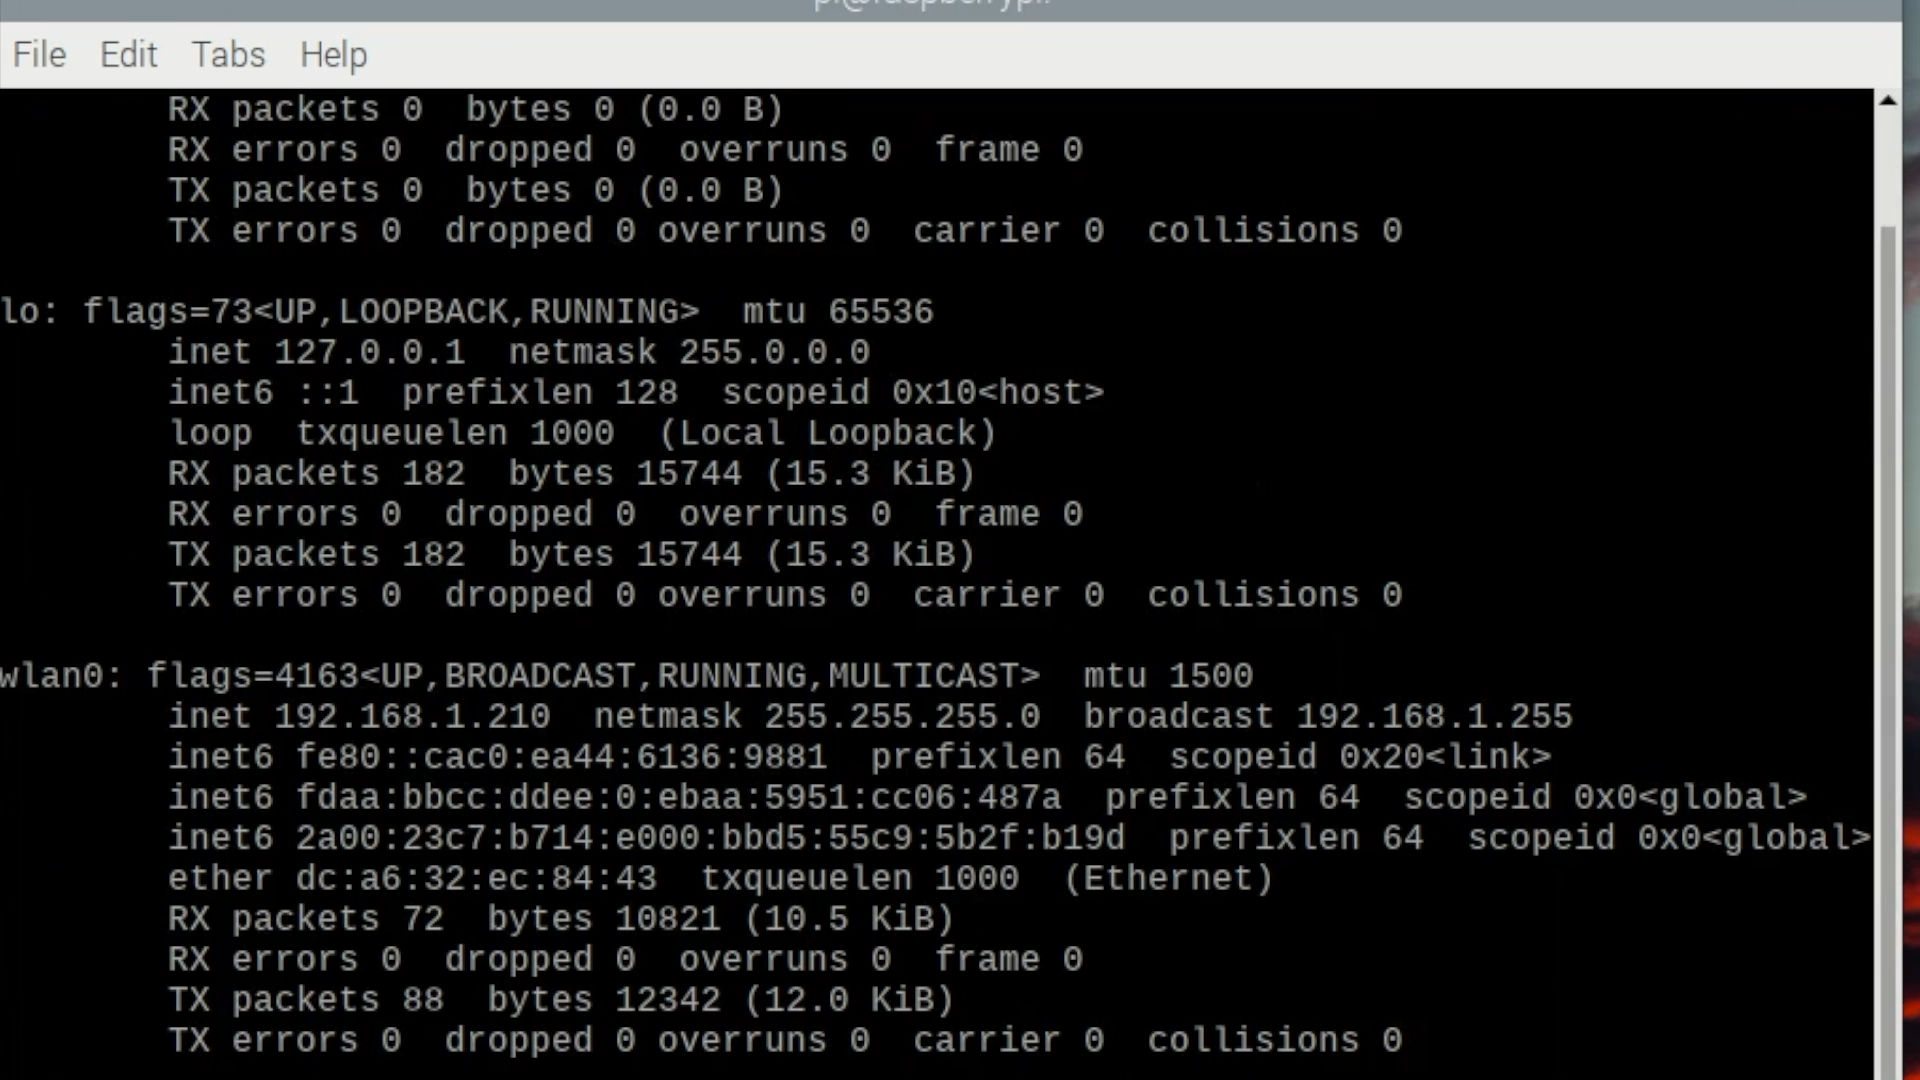 File Edit Tabs Help
RX packets 0 bytes 0 (0.0 B)
RX errors 0 dropped 0 overruns 0 frame 0
TX packets 0 bytes 0 (0.0 B)
TX errors 0 dropped 0 overruns 0 carrier 0 collisions 0
lo: flags=73<UP,LOOPBACK,RUNNING> mtu 65536
inet 127.0.0.1 netmask 255.0.0.0
inet6 ::1 prefixlen 128 scopeid 0x10<host>
loop txqueuelen 1000 (Local Loopback)
RX packets 182 bytes 15744 (15.3 KiB)
RX errors 0 dropped 0 overruns 0 frame 0
TX packets 182 bytes 15744 (15.3 KiB)
TX errors 0 dropped 0 overruns 0 carrier 0 collisions 0
wlan0: flags=4163<UP,BROADCAST,RUNNING,MULTICAST> mtu 1500
inet 192.168.1.210 netmask 255.255.255.0 broadcast 192.168.1.255
inet6 fe80::cac0:ea44:6136:9881 prefixlen 64 scopeid 0x20<link>
inet6 fdaa:bbcc:ddee:0:ebaa:5951:cc06:487a prefixlen 64 scopeid 0x0<global>
inet6 2a00:23c7:b714:e000:bbd5:55c9:5b2f:b19d prefixlen 64 scopeid 0x0<global>
ether dc:a6:32:ec:84:43 txqueuelen 1000 (Ethernet)
RX packets 72 bytes 10821 (10.5 KiB)
RX errors 0 dropped 0 overruns 0 frame 0
TX packets 88 bytes 12342 (12.0 KiB)
TX errors 0 dropped 0 overruns 0 carrier 0 collisions 0